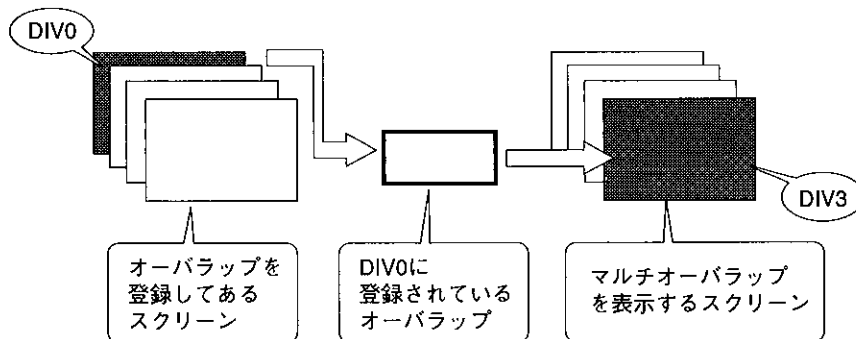 DIV0
DIV3
オーバラップを
登録してある
スクリーン
DIV0に
登録されている
オーバラップ
マルチオーバラップ
を表示するスクリーン